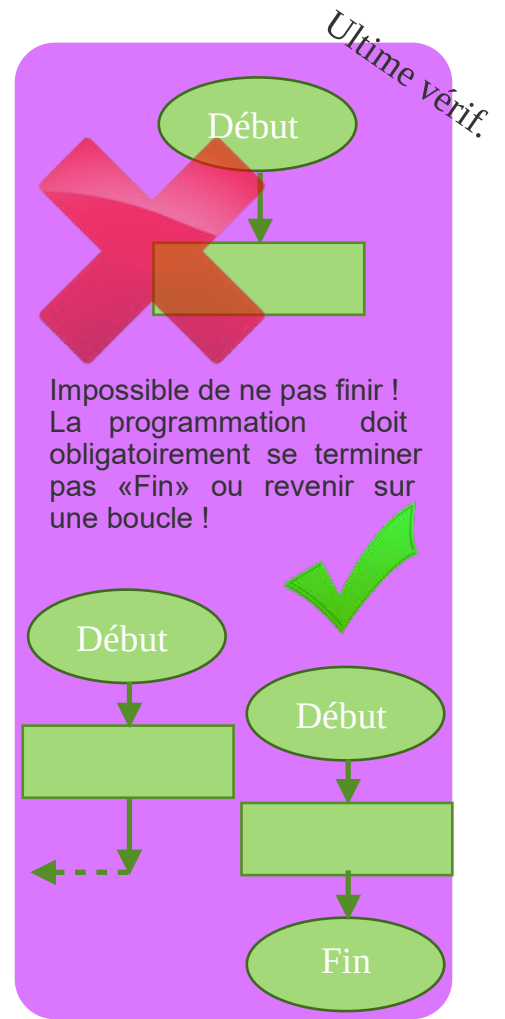 Ultime vérif.
Début
Impossible de ne pas finir !
La programmation doit
obligatoirement se terminer
pas «Fin» ou revenir sur
une boucle !
Début
Début
Fin